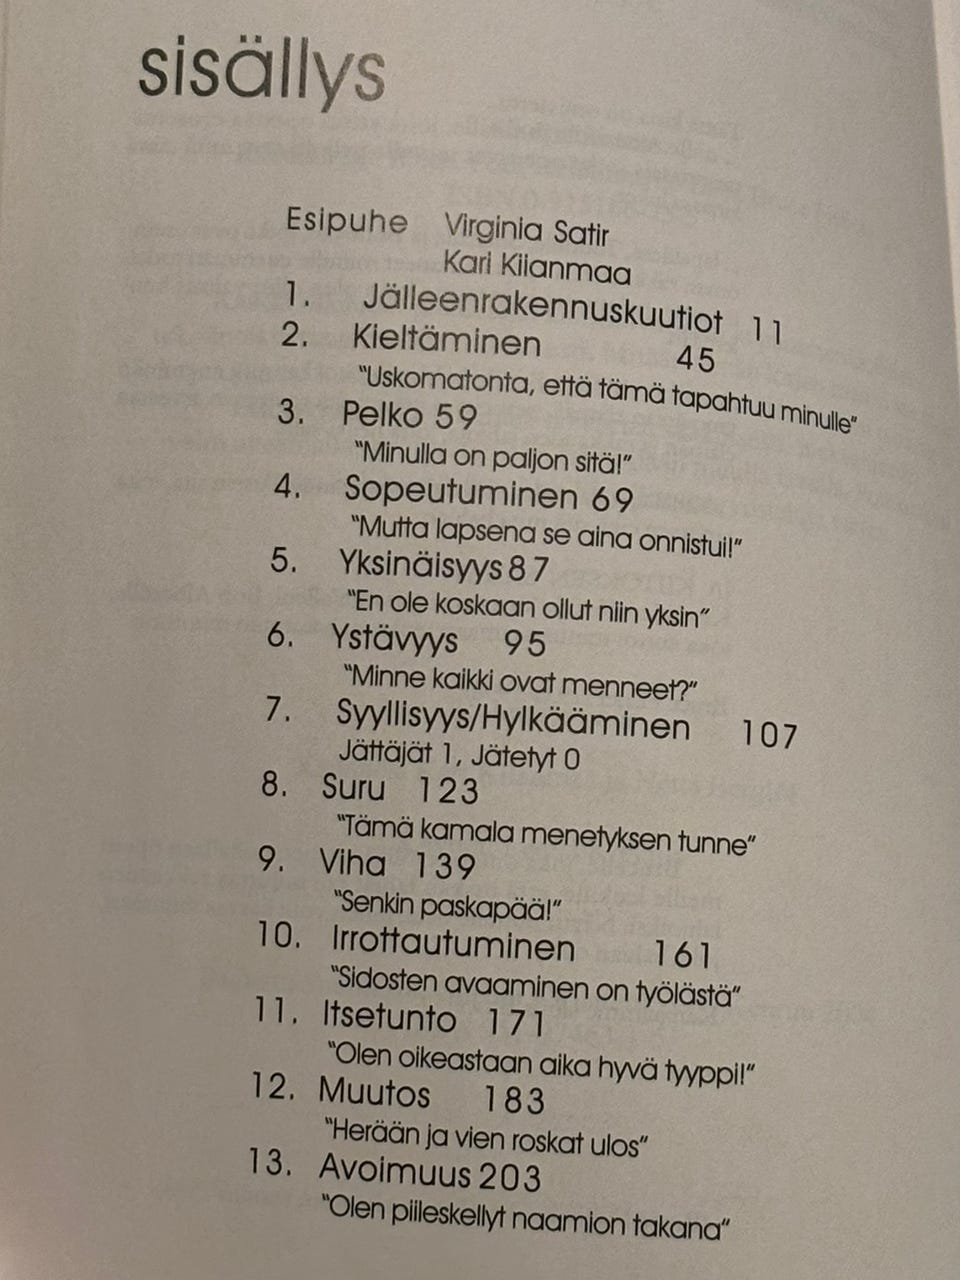 sisällys
Esipuhe Virginia Satir
Kari Kiianmaa
1. Jälleenrakennuskuutiot 11
2. Kieltäminen 45
"Uskomatonta, että tämä tapahtuu minulle"
3. Pelko 59
"Minulla on paljon sitä!"
4. Sopeutuminen 69
"Mutta lapsena se aina onnistui!"
5. Yksinäisyys 87
"En ole koskaan ollut niin yksin"
6. Ystävyys 95
"Minne kaikki ovat menneet?"
7. Syyllisyys/Hylkääminen 107
Jättäjät 1, Jätetyt 0
8. Suru 123
"Tämä kamala menetyksen tunne"
9. Viha 139
"Senkin paskapää!"
10. Irrottautuminen 161
"Sidosten avaaminen on työlästä"
11. Itsetunto 171
"Olen oikeastaan aika hyvä tyyppi!"
12. Muutos 183
"Herään ja vien roskat ulos"
13. Avoimuus 203
"Olen piileskellyt naamion takana"